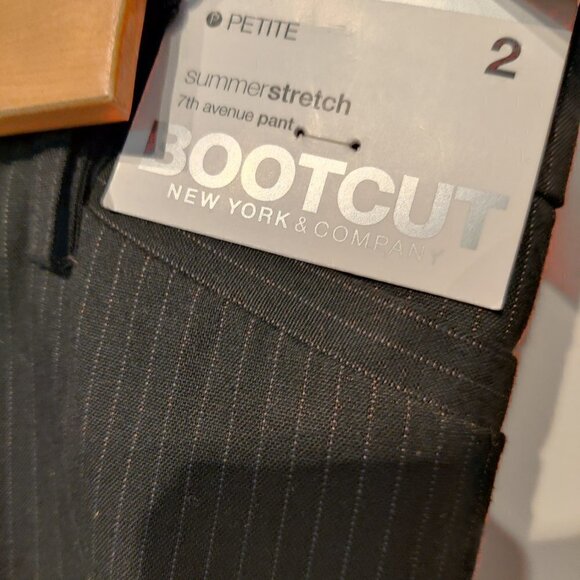 P PETITE 2
summerstretch
7th avenue pant
BOOTCUT
NEW YORK & COMPANY